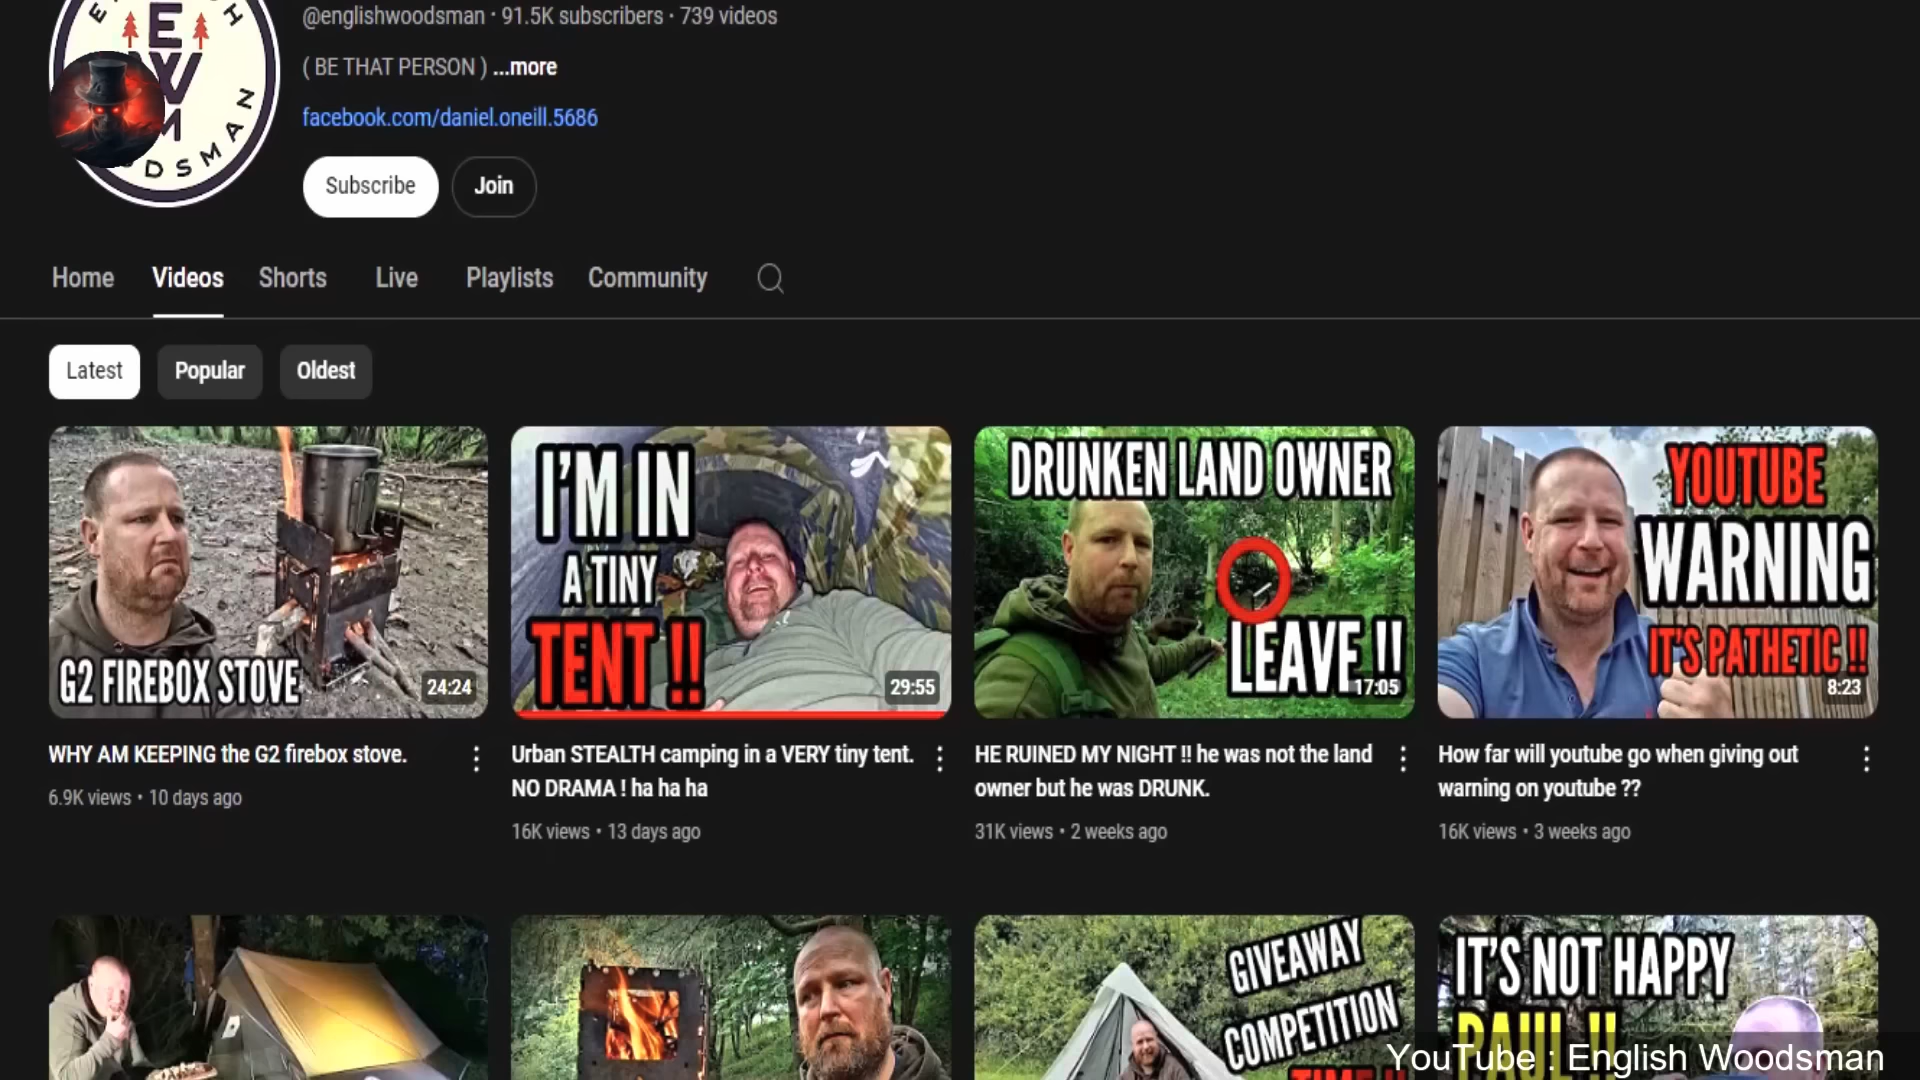 @englishwoodsman · 91.5K subscribers · 739 videos
( BE THAT PERSON ) ...more
facebook.com/daniel.oneill.5686
Subscribe
Join
E
W
M
DSMAN
Home
Videos
Shorts
Live
Playlists
Community
Latest
Popular
Oldest
G2 FIREBOX STOVE
24:24
I'M IN
A TINY
TENT !!
29:55
DRUNKEN LAND OWNER
LEAVE !!
17:05
YOUTUBE
WARNING
IT'S PATHETIC !!
8:23
WHY AM KEEPING the G2 firebox stove.
6.9K views · 10 days ago
Urban STEALTH camping in a VERY tiny tent.
NO DRAMA ! ha ha ha
16K views · 13 days ago
HE RUINED MY NIGHT !! he was not the land
owner but he was DRUNK.
31K views · 2 weeks ago
How far will youtube go when giving out
warning on youtube ??
16K views · 3 weeks ago
GIVEAWAY
COMPETITION
TIME !!
IT'S NOT HAPPY
PAUL !!
YouTube : English Woodsman